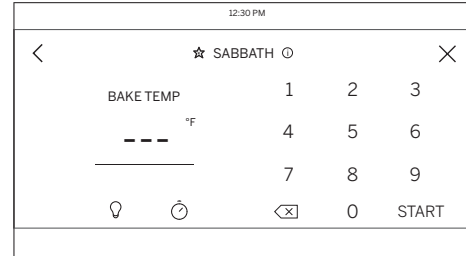 12:30 PM
SABBATH
BAKE TEMP
--- °F
1 2 3
4 5 6
7 8 9
0 START